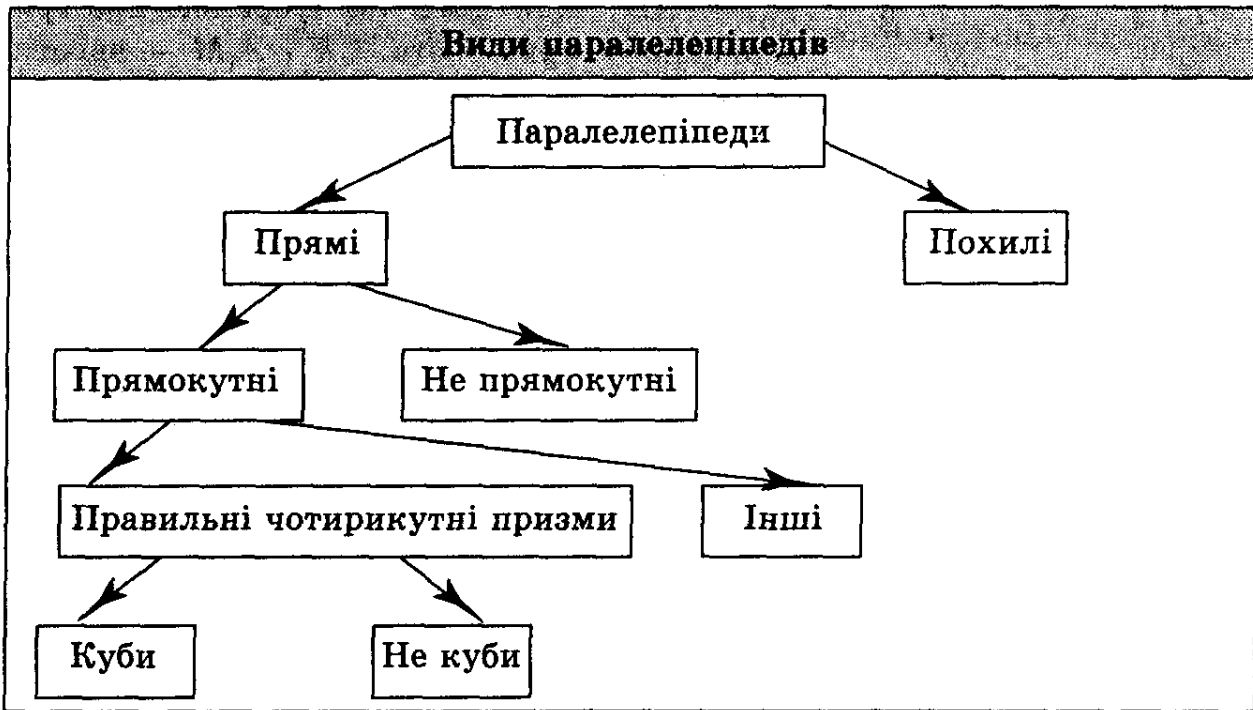 Види паралелепіпедів
Паралелепіпеди
Прямі
Похилі
Прямокутні
Не прямокутні
Правильні чотирикутні призми
Інші
Куби
Не куби